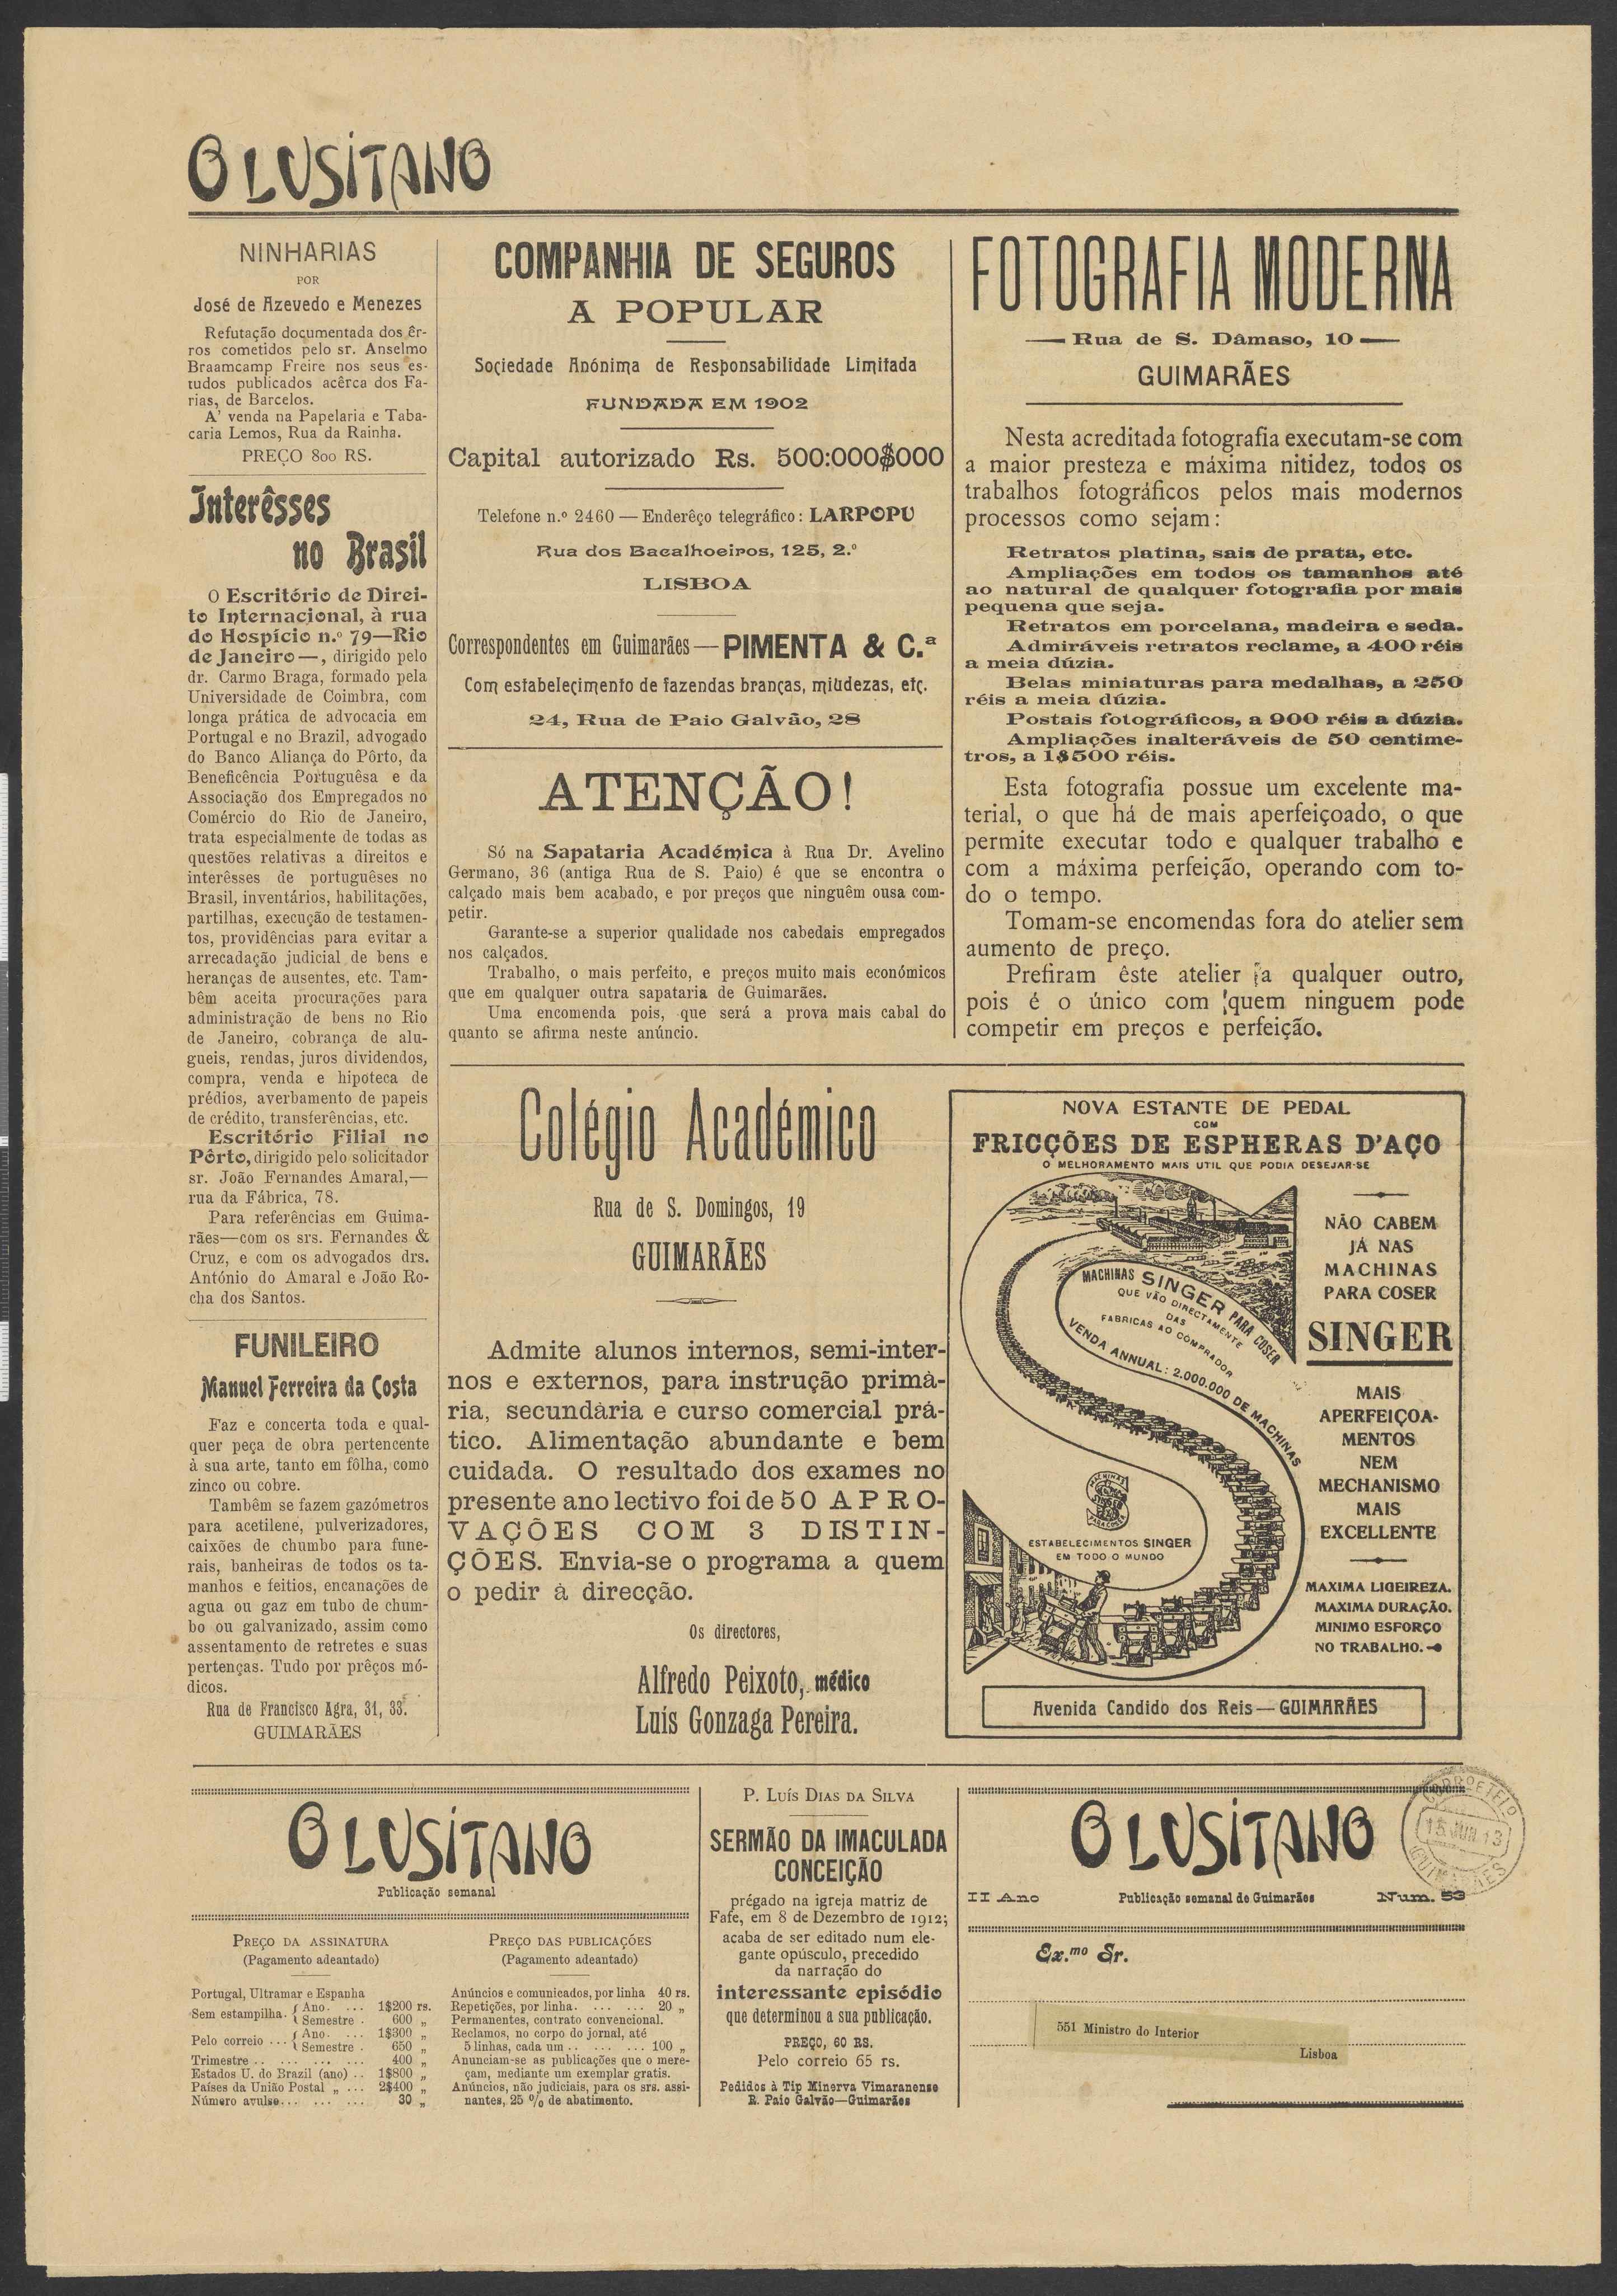 O LUSITANO
NINHARIAS
POR
José de Azevedo e Menezes
Refutação documentada dos êr-
ros cometidos pelo sr. Anselmo
Braamcamp Freire nos seus es-
tudos publicados acêrca dos Fa-
rias, de Barcelos.
A' venda na Papelaria e Taba-
caria Lemos, Rua da Rainha.
PREÇO 800 RS.
Interêsses
no Brasil
O Escritório de Direi-
to Internacional, à rua
do Hospício n.º 79—Rio
de Janeiro—, dirigido pelo
dr. Carmo Braga, formado pela
Universidade de Coimbra, com
longa prática de advocacia em
Portugal e no Brazil, advogado
do Banco Aliança do Pôrto, da
Beneficência Portuguêsa e da
Associação dos Empregados no
Comércio do Rio de Janeiro,
trata especialmente de todas as
questões relativas a direitos e
interêsses de portuguêses no
Brasil, inventários, habilitações,
partilhas, execução de testamen-
tos, providências para evitar a
arrecadação judicial de bens e
heranças de ausentes, etc. Tam-
bêm aceita procurações para
administração de bens no Rio
de Janeiro, cobrança de alu-
gueis, rendas, juros dividendos,
compra, venda e hipoteca de
prédios, averbamento de papeis
de crédito, transferências, etc.
Escritório Filial no
Pôrto, dirigido pelo solicitador
sr. João Fernandes Amaral,—
rua da Fábrica, 78.
Para referências em Guima-
rães—com os srs. Fernandes &
Cruz, e com os advogados drs.
António do Amaral e João Ro-
cha dos Santos.
FUNILEIRO
Manuel Ferreira da Costa
Faz e concerta toda e qual-
quer peça de obra pertencente
à sua arte, tanto em fôlha, como
zinco ou cobre.
Tambêm se fazem gazómetros
para acetilene, pulverizadores,
caixões de chumbo para fune-
rais, banheiras de todos os ta-
manhos e feitios, encanações de
agua ou gaz em tubo de chum-
bo ou galvanizado, assim como
assentamento de retretes e suas
pertenças. Tudo por prêços mó-
dicos.
Rua de Francisco Agra, 31, 33.
GUIMARÃES
COMPANHIA DE SEGUROS
A POPULAR
Sociedade Anónima de Responsabilidade Limitada
FUNDADA EM 1902
Capital autorizado Rs. 500:000$000
Telefone n.º 2460 — Enderêço telegráfico: LARPOPU
Rua dos Bacalhoeiros, 125, 2.º
LISBOA
Correspondentes em Guimarães — PIMENTA & C.ª
Com estabelecimento de fazendas brancas, miudezas, etc.
24, Rua de Paio Galvão, 28
ATENÇÃO!
Só na Sapataria Académica à Rua Dr. Avelino
Germano, 36 (antiga Rua de S. Paio) é que se encontra o
calçado mais bem acabado, e por preços que ninguêm ousa com-
petir.
Garante-se a superior qualidade nos cabedais empregados
nos calçados.
Trabalho, o mais perfeito, e preços muito mais económicos
que em qualquer outra sapataria de Guimarães.
Uma encomenda pois, que será a prova mais cabal do
quanto se afirma neste anúncio.
FOTOGRAFIA MODERNA
— Rua de S. Dâmaso, 10 —
GUIMARÃES
Nesta acreditada fotografia executam-se com
a maior presteza e máxima nitidez, todos os
trabalhos fotográficos pelos mais modernos
processos como sejam:
Retratos platina, sais de prata, etc.
Ampliações em todos os tamanhos até
ao natural de qualquer fotografia por mais
pequena que seja.
Retratos em porcelana, madeira e seda.
Admiráveis retratos reclame, a 400 réis
a meia dúzia.
Belas miniaturas para medalhas, a 250
réis a meia dúzia.
Postais fotográficos, a 900 réis a dúzia.
Ampliações inalteráveis de 50 centime-
tros, a 1$500 réis.
Esta fotografia possue um excelente ma-
terial, o que há de mais aperfeiçoado, o que
permite executar todo e qualquer trabalho e
com a máxima perfeição, operando com to-
do o tempo.
Tomam-se encomendas fora do atelier sem
aumento de preço.
Prefiram êste atelier a qualquer outro,
pois é o único com quem ninguem pode
competir em preços e perfeição.
Colégio Académico
Rua de S. Domingos, 19
GUIMARÃES
Admite alunos internos, semi-inter-
nos e externos, para instrução primá-
ria, secundária e curso comercial prá-
tico. Alimentação abundante e bem
cuidada. O resultado dos exames no
presente ano lectivo foi de 50 APRO-
VAÇÕES COM 3 DISTIN-
ÇÕES. Envia-se o programa a quem
o pedir à direcção.
Os directores,
Alfredo Peixoto, médico
Luís Gonzaga Pereira.
NOVA ESTANTE DE PEDAL
COM
FRICÇÕES DE ESPHERAS D'AÇO
O MELHORAMENTO MAIS UTIL QUE PODIA DESEJAR-SE
MACHINAS SINGER PARA COSER
QUE VÃO DIRECTAMENTE
DAS
FABRICAS AO COMPRADOR
VENDA ANNUAL: 2.000.000 DE MACHINAS
MACHINAS
SINGER
PARA COSER
ESTABELECIMENTOS SINGER
EM TODO O MUNDO
NÃO CABEM
JÁ NAS
MACHINAS
PARA COSER
SINGER
MAIS
APERFEIÇOA-
MENTOS
NEM
MECHANISMO
MAIS
EXCELLENTE
MAXIMA LIGEIREZA.
MAXIMA DURAÇÃO.
MINIMO ESFORÇO
NO TRABALHO.
Avenida Candido dos Reis — GUIMARÃES
O LUSITANO
Publicação semanal
PREÇO DA ASSINATURA
(Pagamento adeantado)
Portugal, Ultramar e Espanha
Sem estampilha. { Ano. ... 1$200 rs.
Semestre . 600 „
Pelo correio ... { Ano. ... 1$300 „
Semestre . 650 „
Trimestre .. ... ... ... 400 „
Estados U. do Brazil (ano) .. 1$800 „
Países da União Postal „ ... 2$400 „
Número avulso... ... ... 30 „
PREÇO DAS PUBLICAÇÕES
(Pagamento adeantado)
Anúncios e comunicados, por linha 40 rs.
Repetições, por linha. ... ... 20 „
Permanentes, contrato convencional.
Reclamos, no corpo do jornal, até
5 linhas, cada um .. ... ... 100 „
Anunciam-se as publicações que o mere-
çam, mediante um exemplar gratis.
Anúncios, não judiciais, para os srs. assi-
nantes, 25 % de abatimento.
P. LUÍS DIAS DA SILVA
SERMÃO DA IMACULADA
CONCEIÇÃO
prégado na igreja matriz de
Fafe, em 8 de Dezembro de 1912;
acaba de ser editado num ele-
gante opúsculo, precedido
da narração do
interessante episódio
que determinou a sua publicação.
PREÇO, 60 RS.
Pelo correio 65 rs.
Pedidos à Tip Minerva Vimaranense
R. Paio Galvão—Guimarães
O LUSITANO
II Ano Publicação semanal de Guimarães Num. 53
15 JUN 13
GUIMARÃES
Ex.mo Sr.
551 Ministro do Interior
Lisboa